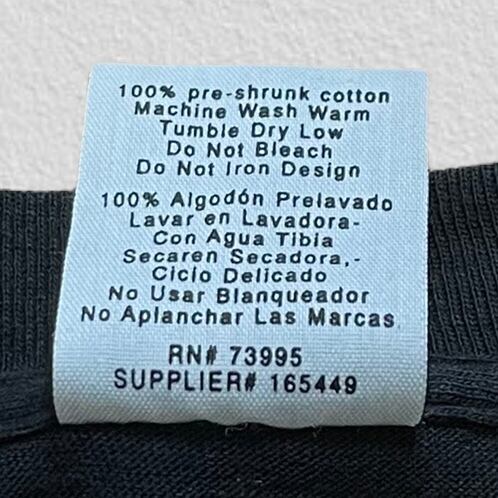 100% pre-shrunk cotton
Machine Wash Warm
Tumble Dry Low
Do Not Bleach
Do Not Iron Design
100% Algodón Prelavado
Lavar en Lavadora-
Con Agua Tibia
Secaren Secadora,-
Ciclo Delicado
No Usar Blanqueador
No Aplanchar Las Marcas
RN# 73995
SUPPLIER# 165449